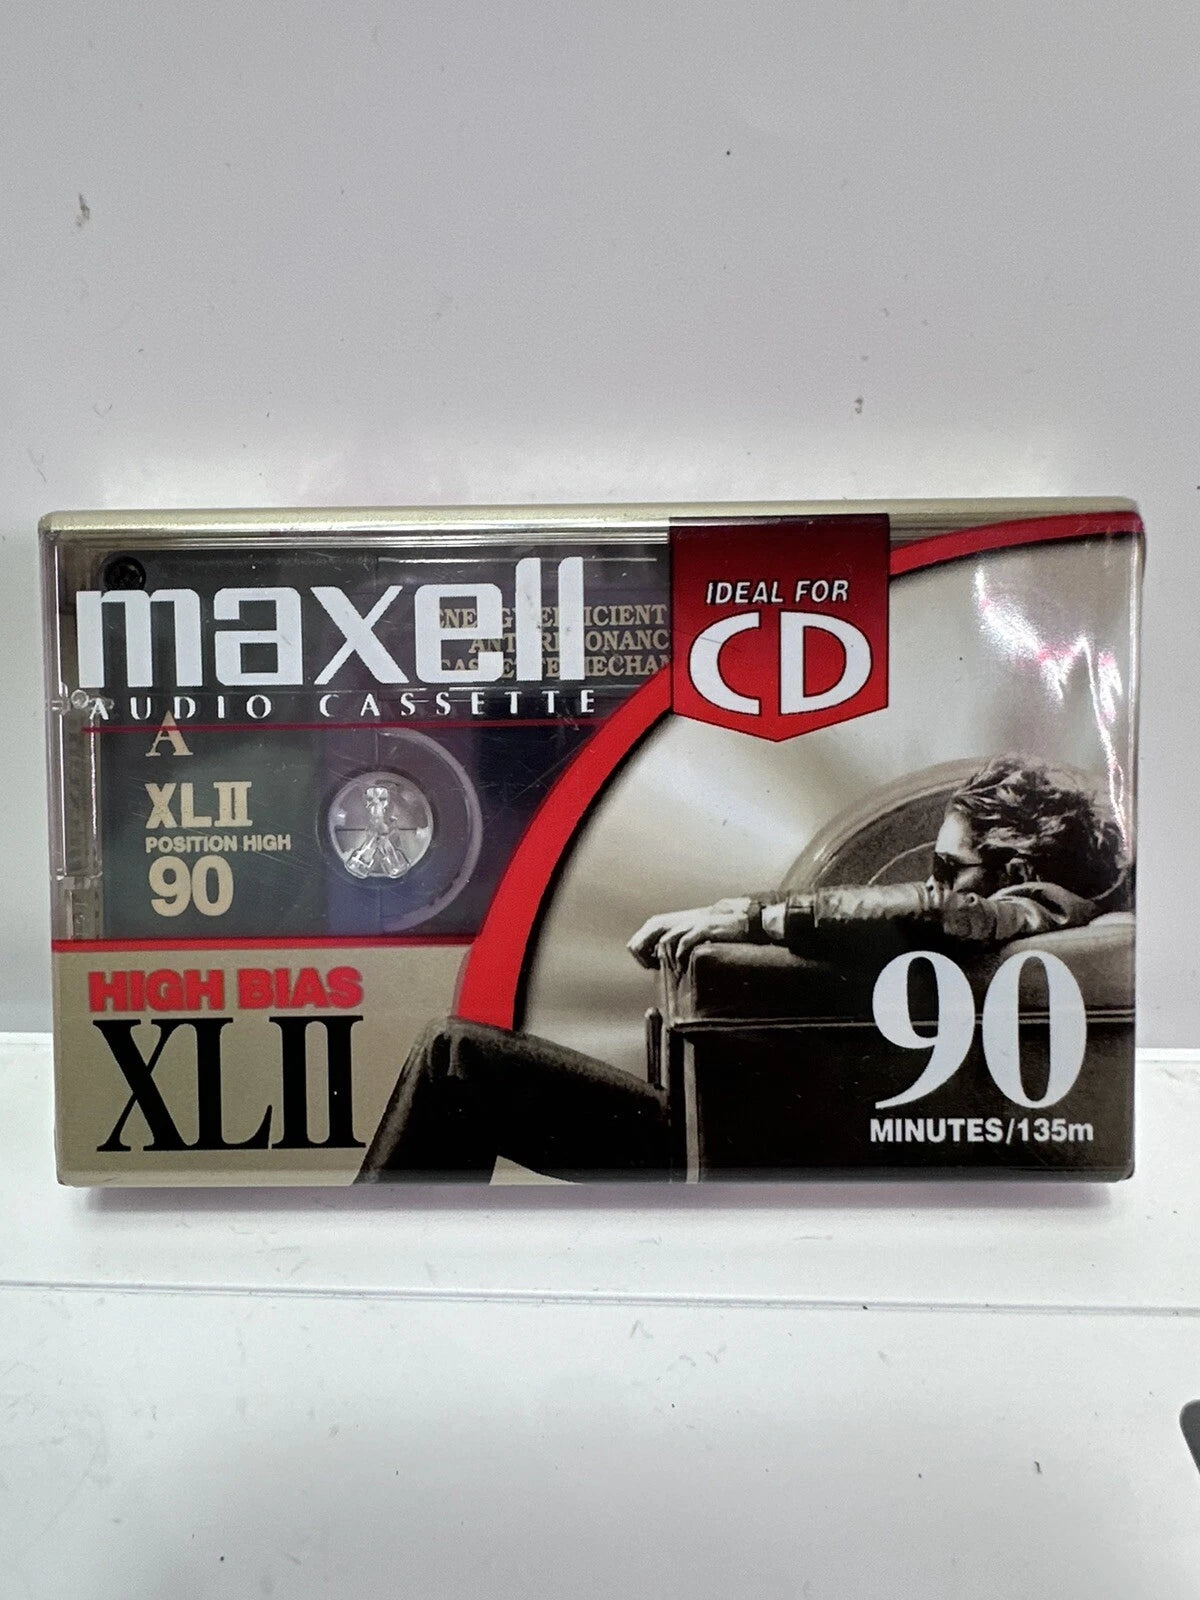 maxell
AUDIO CASSETTE
IDEAL FOR
CD
A
XLII
POSITION HIGH
90
HIGH BIAS
XLII
90
MINUTES/135m